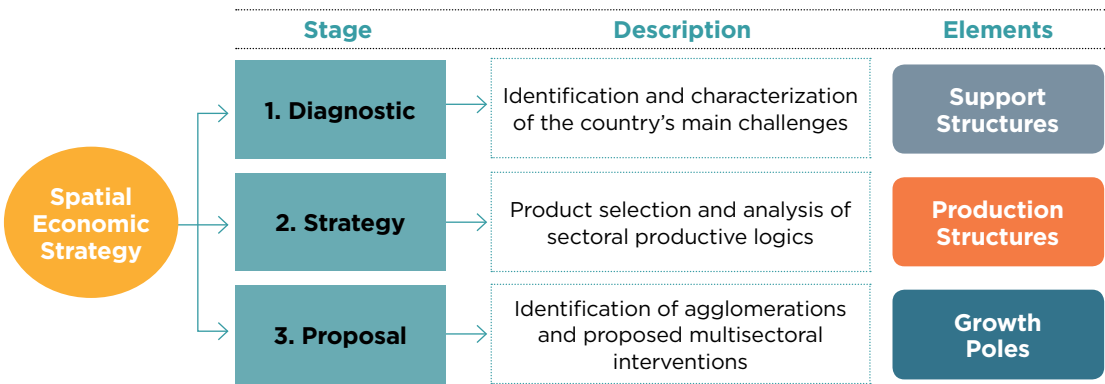 Stage
Description
Elements
Spatial
Economic
Strategy
1. Diagnostic
Identification and characterization
of the country's main challenges
Support
Structures
2. Strategy
Product selection and analysis of
sectoral productive logics
Production
Structures
3. Proposal
Identification of agglomerations
and proposed multisectoral
interventions
Growth
Poles